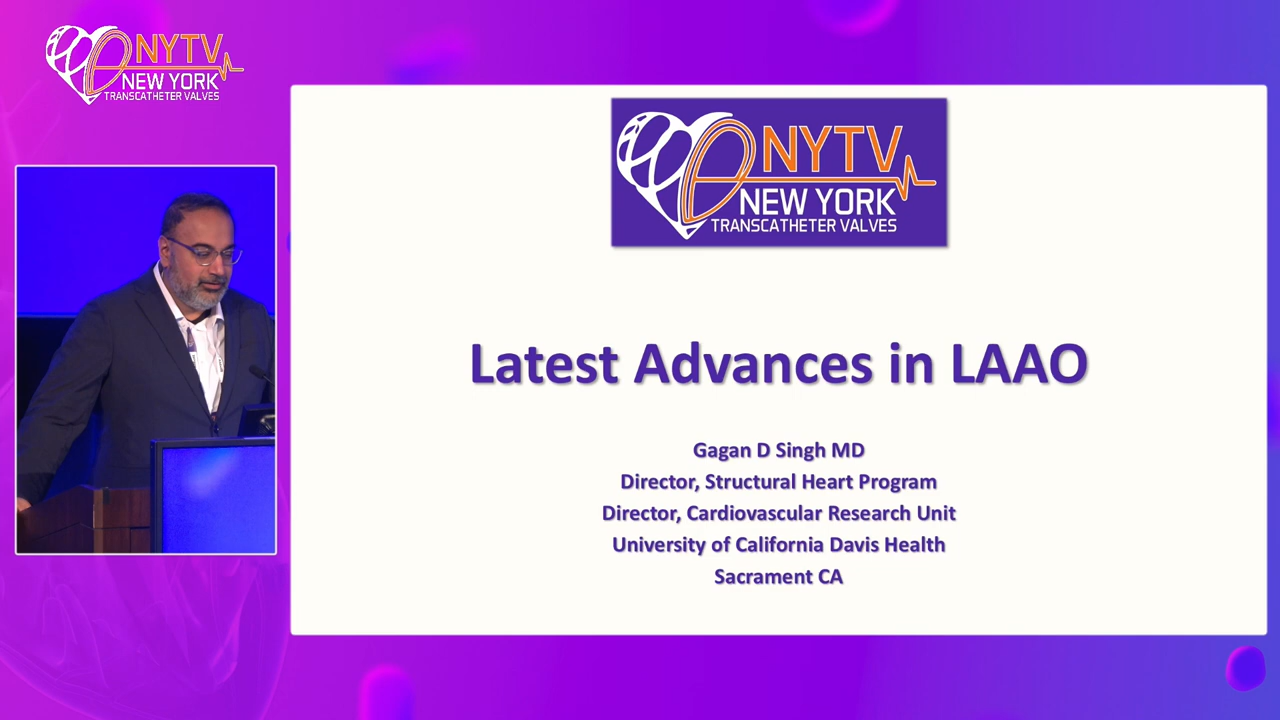 NYTV
NEW YORK
TRANSCATHETER VALVES
NYTV
NEW YORK
TRANSCATHETER VALVES
Latest Advances in LAAO
Gagan D Singh MD
Director, Structural Heart Program
Director, Cardiovascular Research Unit
University of California Davis Health
Sacrament CA